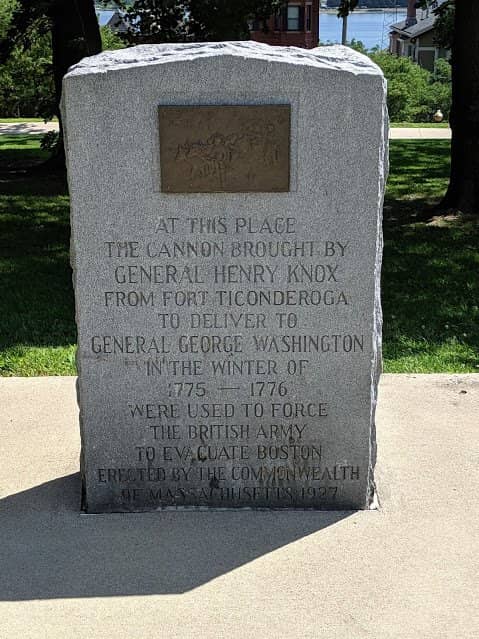 AT THIS PLACE
THE CANNON BROUGHT BY
GENERAL HENRY KNOX
FROM FORT TICONDEROGA
TO DELIVER TO
GENERAL GEORGE WASHINGTON
IN THE WINTER OF
1775 — 1776
WERE USED TO FORCE
THE BRITISH ARMY
TO EVACUATE BOSTON
ERECTED BY THE COMMONWEALTH
OF MASSACHUSETTS 1927